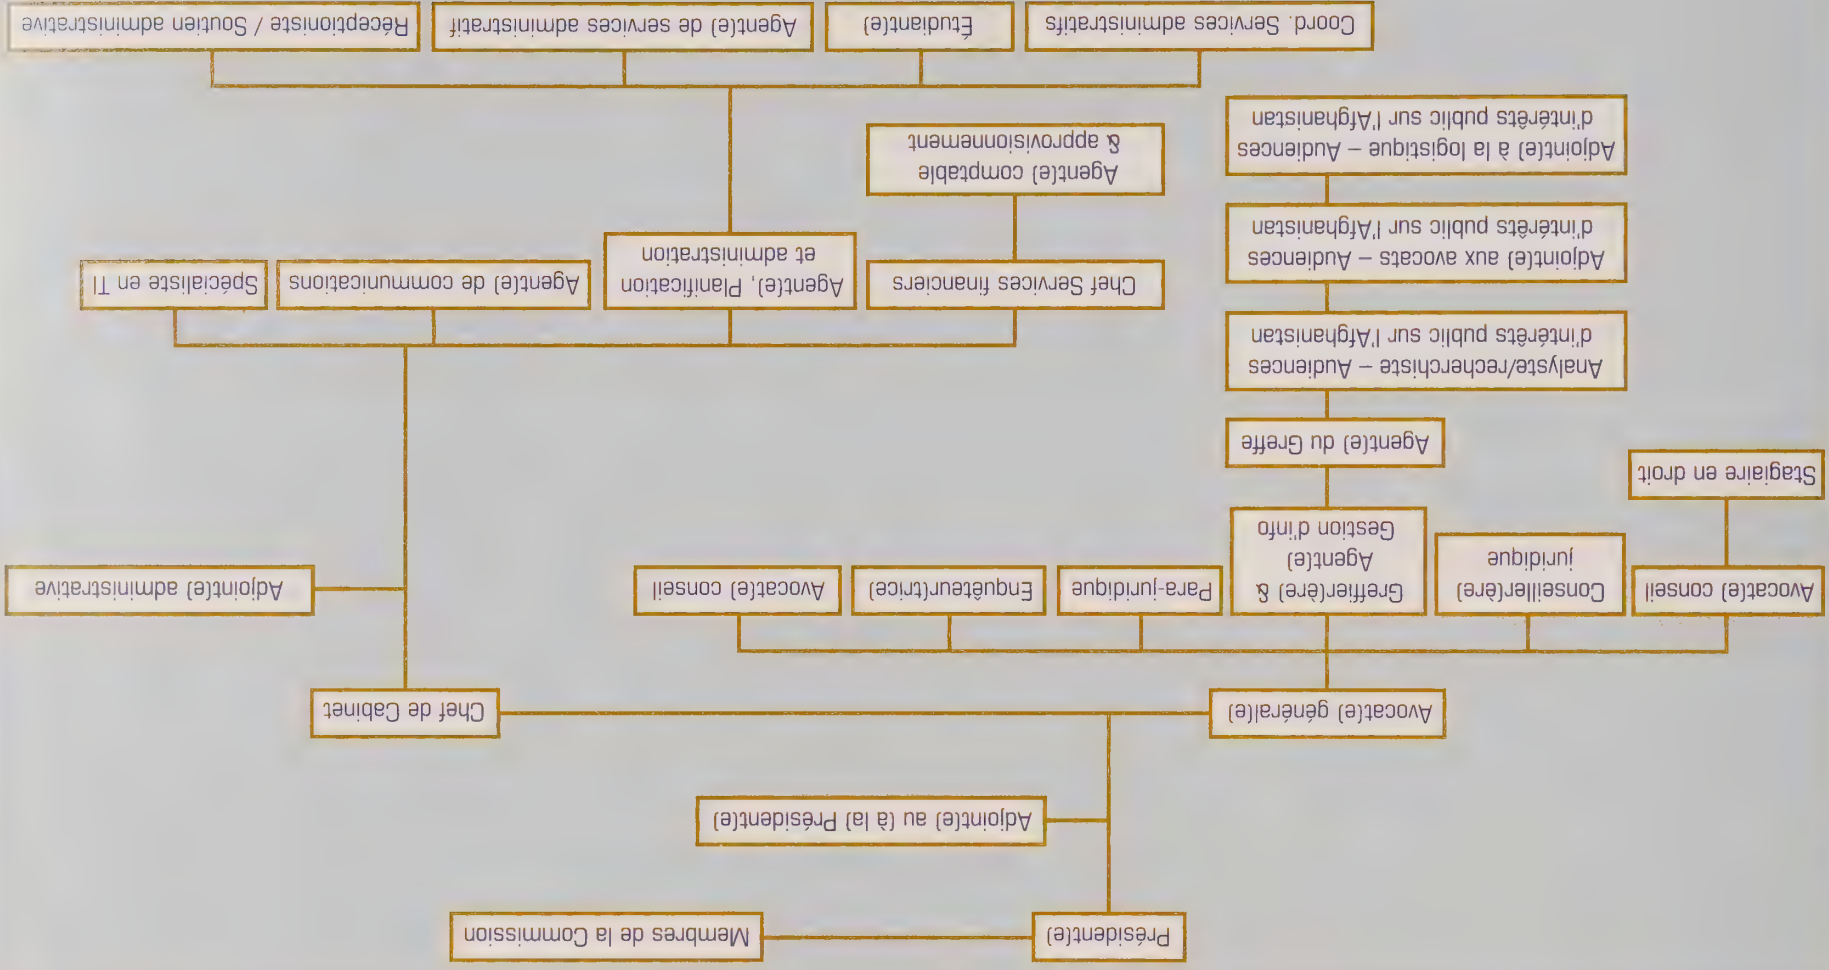 Président(e)
Membres de la Commission
Adjoint(e) au (à la) Président(e)
Avocat(e) général(e)
Chef de Cabinet
Adjoint(e) administrative
Avocat(e) conseil
Conseiller(ère)
juridique
Greffier(ère) &
Agent(e)
Gestion d'info
Para-juridique
Enquêteur(trice)
Avocat(e) conseil
Stagiaire en droit
Agent(e) du Greffe
Analyste/recherchiste – Audiences
d'intérêts public sur l'Afghanistan
Adjoint(e) aux avocats – Audiences
d'intérêts public sur l'Afghanistan
Adjoint(e) à la logistique – Audiences
d'intérêts public sur l'Afghanistan
Chef Services financiers
Agent(e), Planification
et administration
Agent(e) de communications
Spécialiste en TI
Agent(e) comptable
& approvisionnement
Coord. Services administratifs
Étudiant(e)
Agent(e) de services administratif
Réceptioniste / Soutien administrative